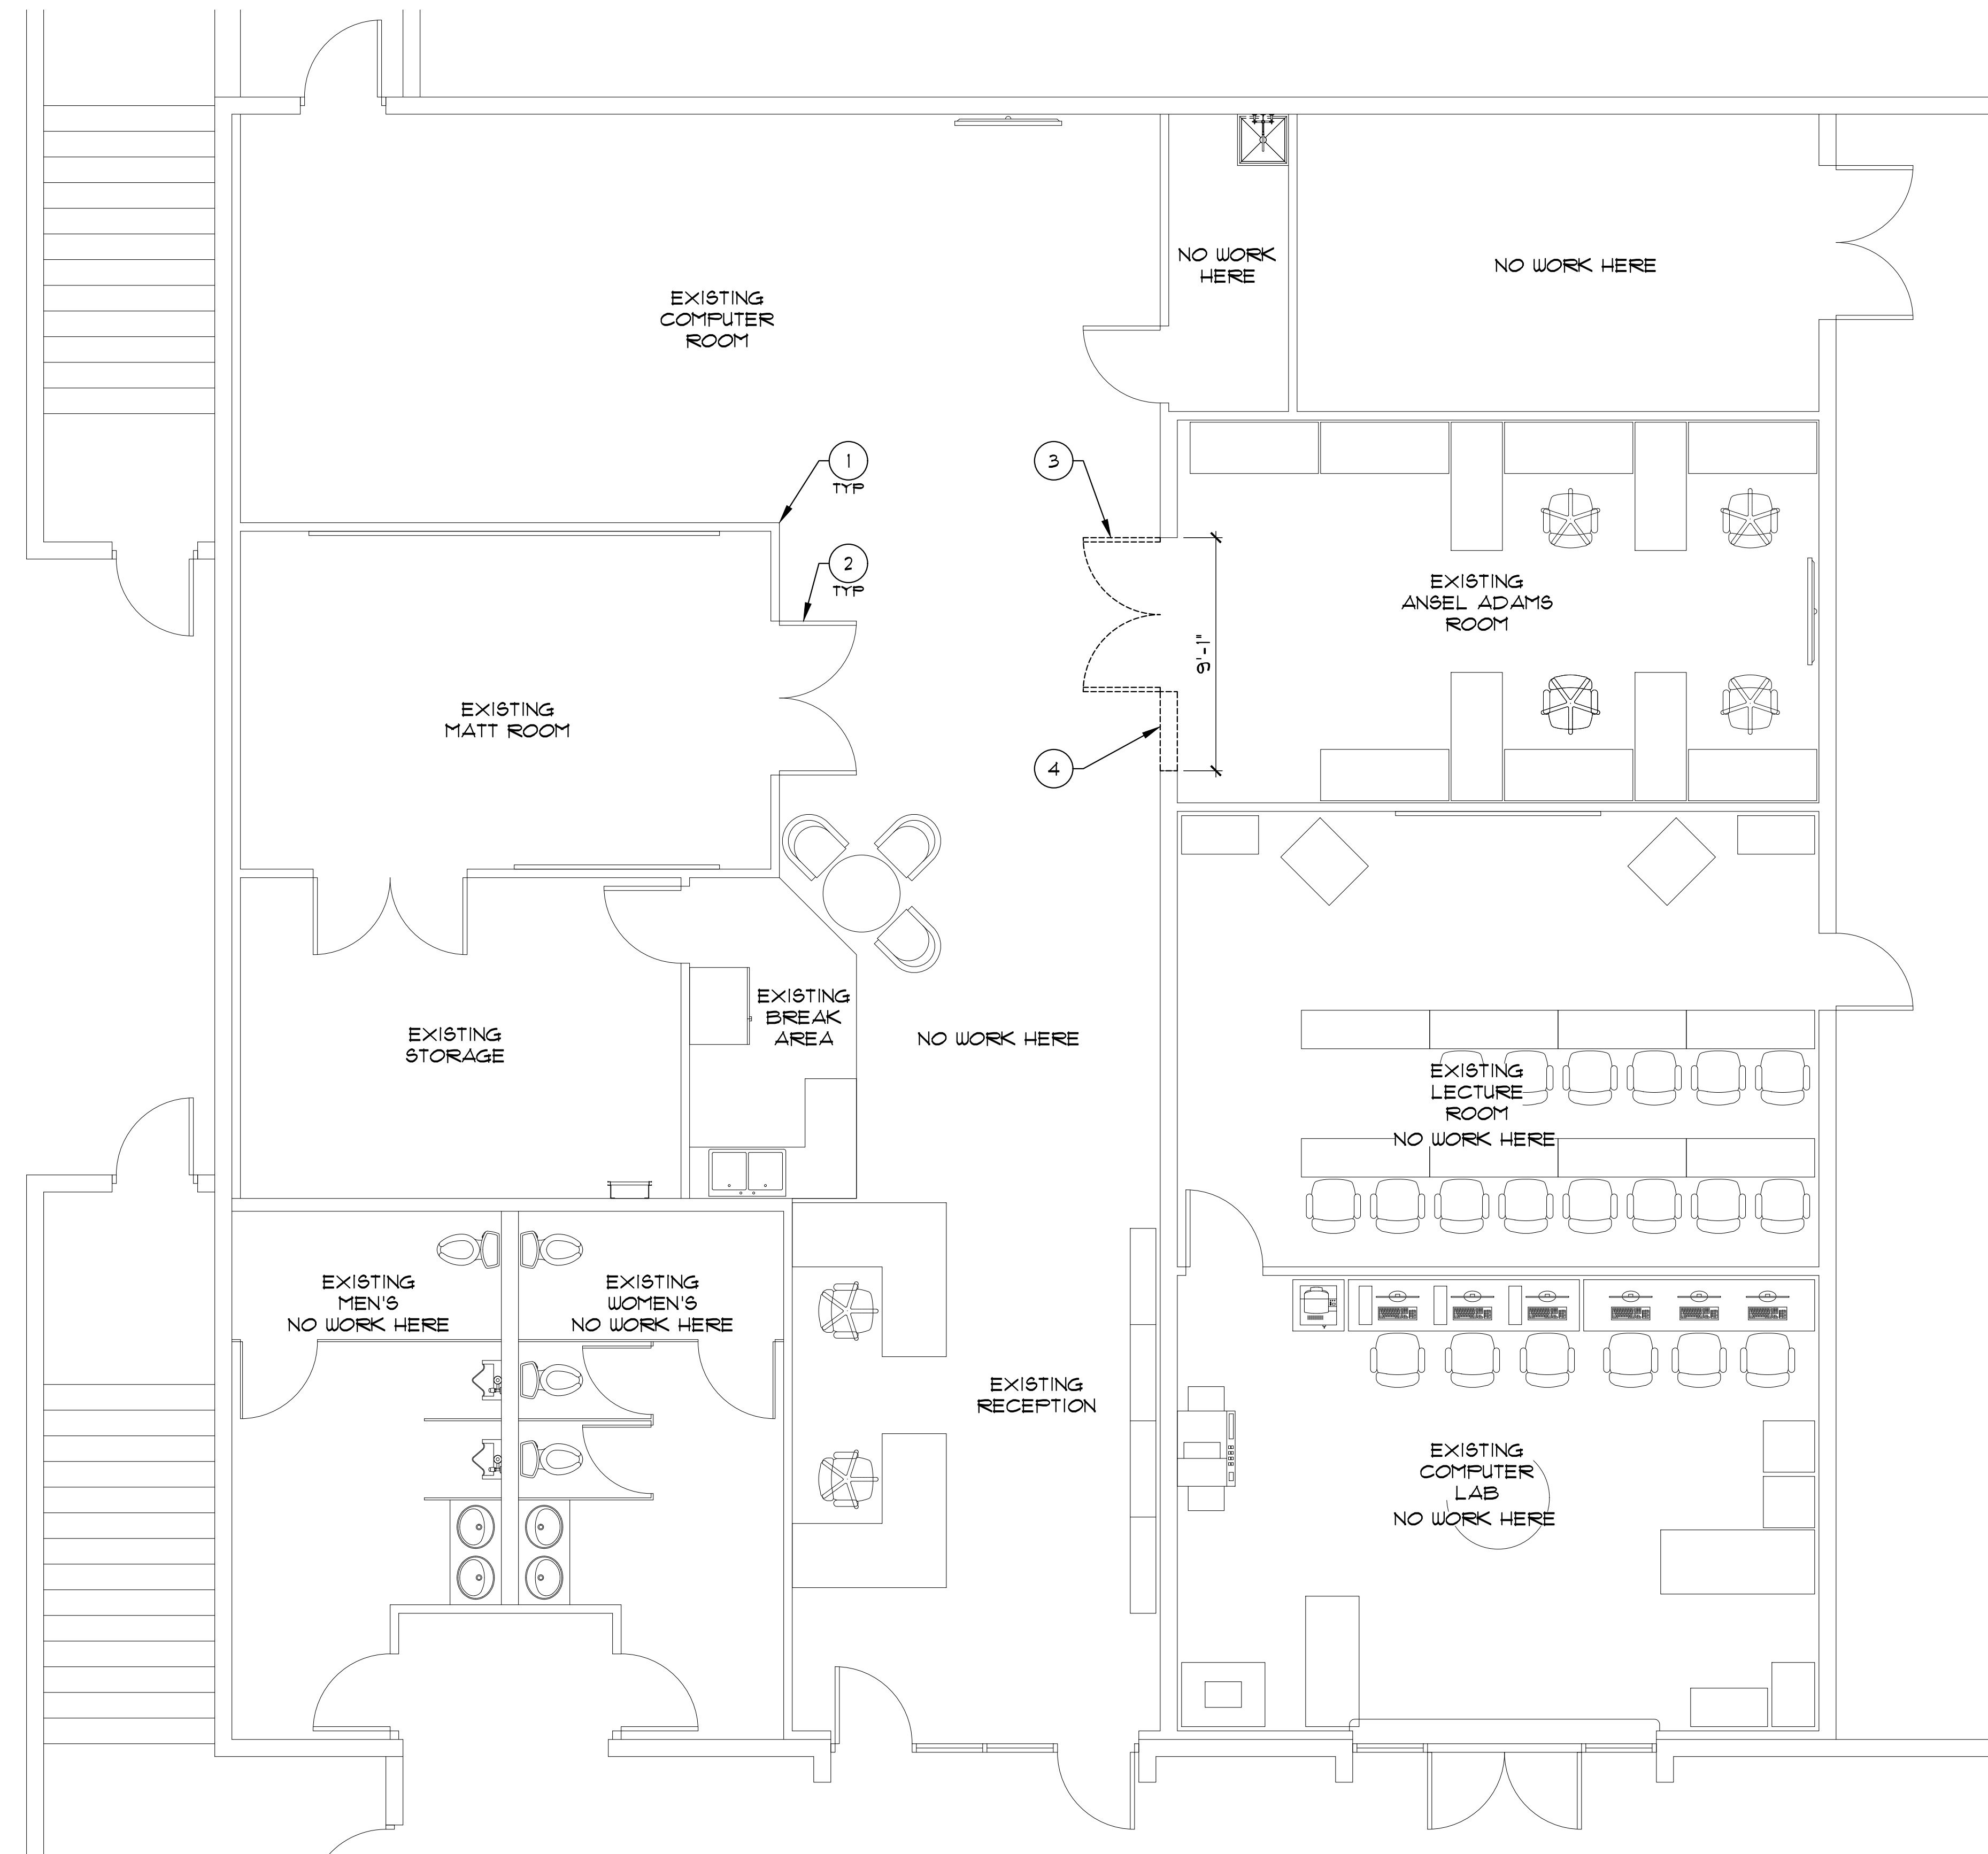 NO WORK
HERE
NO WORK HERE
EXISTING
COMPUTER
ROOM
1
TYP
3
2
TYP
EXISTING
ANSEL ADAMS
ROOM
9'-1"
EXISTING
MATT ROOM
4
EXISTING
BREAK
AREA
EXISTING
STORAGE
NO WORK HERE
EXISTING
LECTURE
ROOM
NO WORK HERE
EXISTING
MEN'S
NO WORK HERE
EXISTING
WOMEN'S
NO WORK HERE
EXISTING
RECEPTION
EXISTING
COMPUTER
LAB
NO WORK HERE